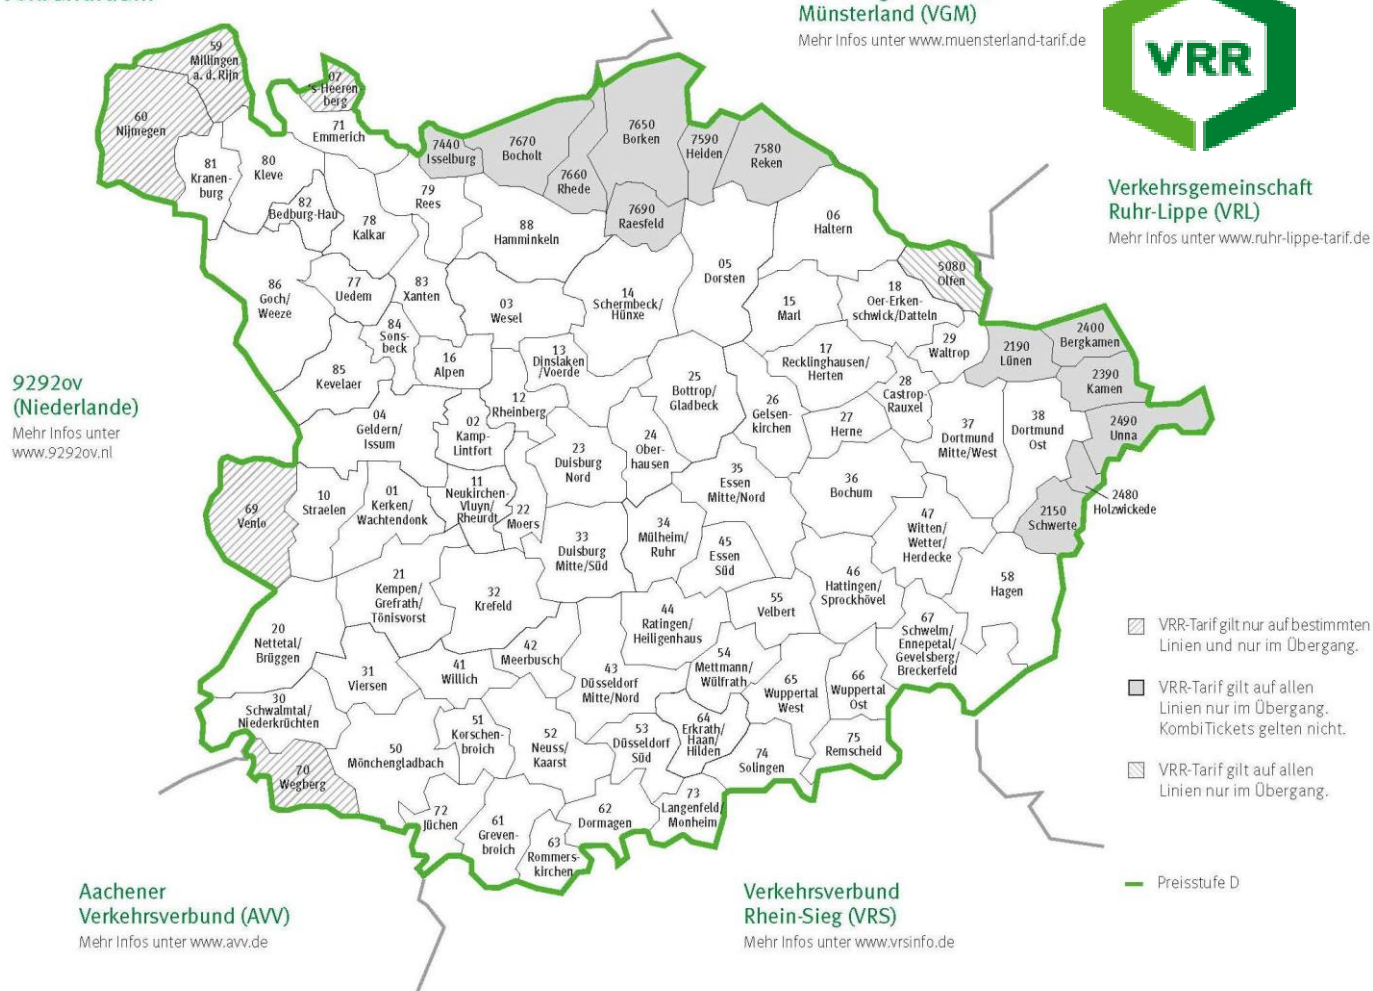 Münsterland (VGM)
Mehr Infos unter www.muensterland-tarif.de
VRR
Verkehrsgemeinschaft
Ruhr-Lippe (VRL)
Mehr Infos unter www.ruhr-lippe-tarif.de
59
Millingen
a. d. Rijn
07
's-Heeren-
berg
60
Nijmegen
71
Emmerich
7440
Isselburg
7670
Bocholt
7660
Rhede
7650
Borken
7590
Heiden
7580
Reken
7690
Raesfeld
81
Kranen-
burg
80
Kleve
82
Bedburg-Hau
78
Kalkar
79
Rees
88
Hamminkeln
06
Haltern
05
Dorsten
5080
Olfen
86
Goch/
Weeze
77
Uedem
83
Xanten
03
Wesel
14
Schermbeck/
Hünxe
15
Marl
18
Oer-Erken-
schwick/Datteln
29
Waltrop
2190
Lünen
2400
Bergkamen
2390
Kamen
84
Sons-
beck
85
Kevelaer
16
Alpen
13
Dinslaken
/Voerde
25
Bottrop/
Gladbeck
17
Recklinghausen/
Herten
28
Castrop-
Rauxel
9292ov
(Niederlande)
Mehr Infos unter
www.9292ov.nl
04
Geldern/
Issum
02
Kamp-
Lintfort
12
Rheinberg
26
Gelsen-
kirchen
27
Herne
37
Dortmund
Mitte/West
38
Dortmund
Ost
2490
Unna
23
Duisburg
Nord
24
Ober-
hausen
35
Essen
Mitte/Nord
36
Bochum
2480
Holzwickede
2150
Schwerte
69
Venlo
10
Straelen
01
Kerken/
Wachtendonk
11
Neukirchen-
Vluyn/
Rheurdt
22
Moers
33
Duisburg
Mitte/Süd
34
Mülheim/
Ruhr
45
Essen
Süd
47
Witten/
Wetter/
Herdecke
46
Hattingen/
Sprockhövel
58
Hagen
21
Kempen/
Grefrath/
Tönisvorst
32
Krefeld
44
Ratingen/
Heiligenhaus
55
Velbert
67
Schwelm/
Ennepetal/
Gevelsberg/
Breckerfeld
20
Nettetal/
Brüggen
31
Viersen
41
Willich
42
Meerbusch
43
Düsseldorf
Mitte/Nord
54
Mettmann/
Wülfrath
65
Wuppertal
West
66
Wuppertal
Ost
30
Schwalmtal/
Niederkrüchten
50
Mönchengladbach
51
Korschen-
broich
52
Neuss/
Kaarst
53
Düsseldorf
Süd
64
Erkrath/
Haan/
Hilden
74
Solingen
75
Remscheid
70
Wegberg
72
Jüchen
61
Greven-
broich
63
Rommers-
kirchen
62
Dormagen
73
Langenfeld/
Monheim
VRR-Tarif gilt nur auf bestimmten
Linien und nur im Übergang.
VRR-Tarif gilt auf allen
Linien nur im Übergang.
KombiTickets gelten nicht.
VRR-Tarif gilt auf allen
Linien nur im Übergang.
Preisstufe D
Aachener
Verkehrsverbund (AVV)
Mehr Infos unter www.avv.de
Verkehrsverbund
Rhein-Sieg (VRS)
Mehr Infos unter www.vrsinfo.de